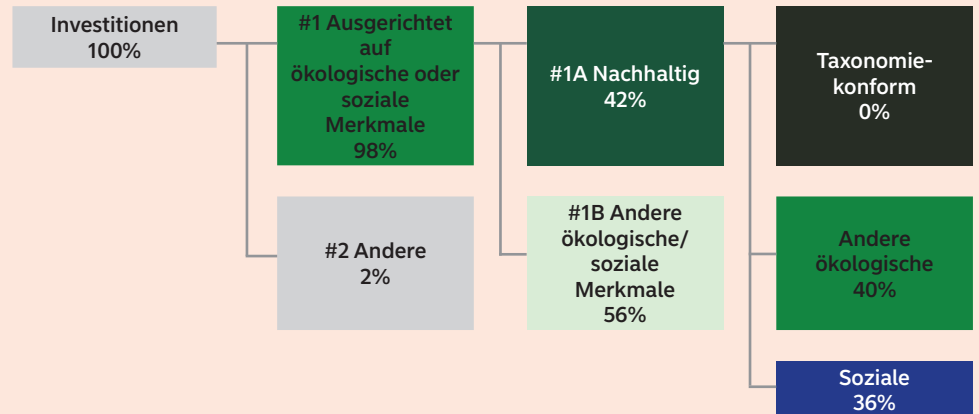 Investitionen
100%
#1 Ausgerichtet
auf
ökologische oder
soziale
Merkmale
98%
#2 Andere
2%
#1A Nachhaltig
42%
#1B Andere
ökologische/
soziale
Merkmale
56%
Taxonomie-
konform
0%
Andere
ökologische
40%
Soziale
36%